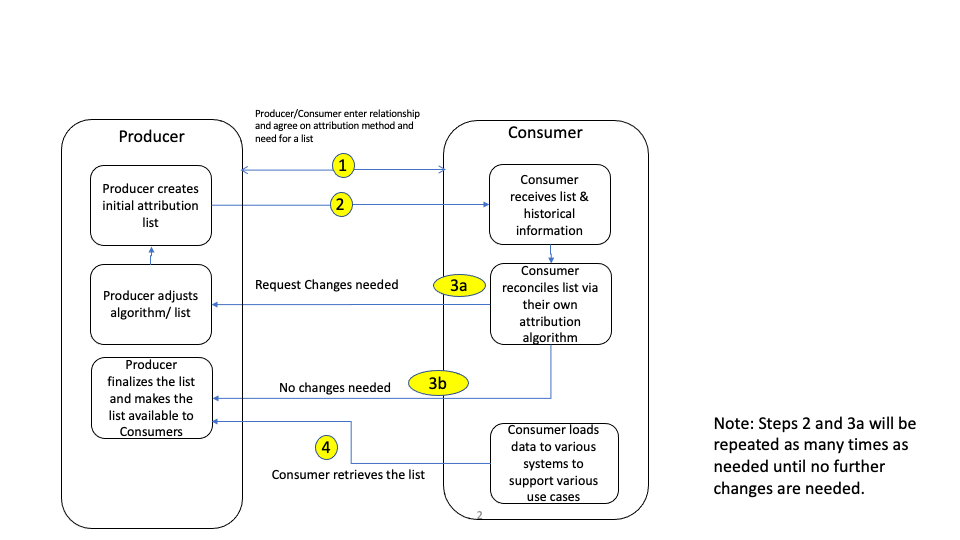 Producer/Consumer enter relationship
and agree on attribution method and
need for a list
Producer
Consumer
1
Producer creates
initial attribution
list
2
Consumer
receives list &
historical
information
Request Changes needed
3a
Producer adjusts
algorithm/ list
Consumer
reconciles list via
their own
attribution
algorithm
Producer
finalizes the list
and makes the
list available to
Consumers
No changes needed
3b
4
Consumer retrieves the list
Consumer loads
data to various
systems to
support various
use cases
2
Note: Steps 2 and 3a will be
repeated as many times as
needed until no further
changes are needed.